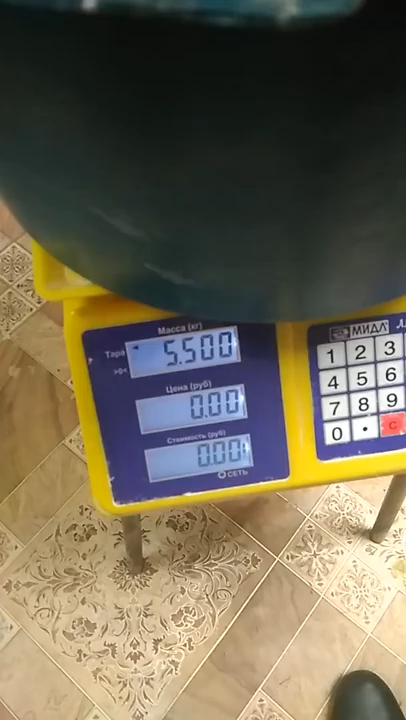 Масса (кг)
Тара
>0<
5.500
Цена (руб)
0.00
Стоимость (руб)
0.00
СЕТЬ
МИДЛ
1 2 3
4 5 6
7 8 9
0 . C